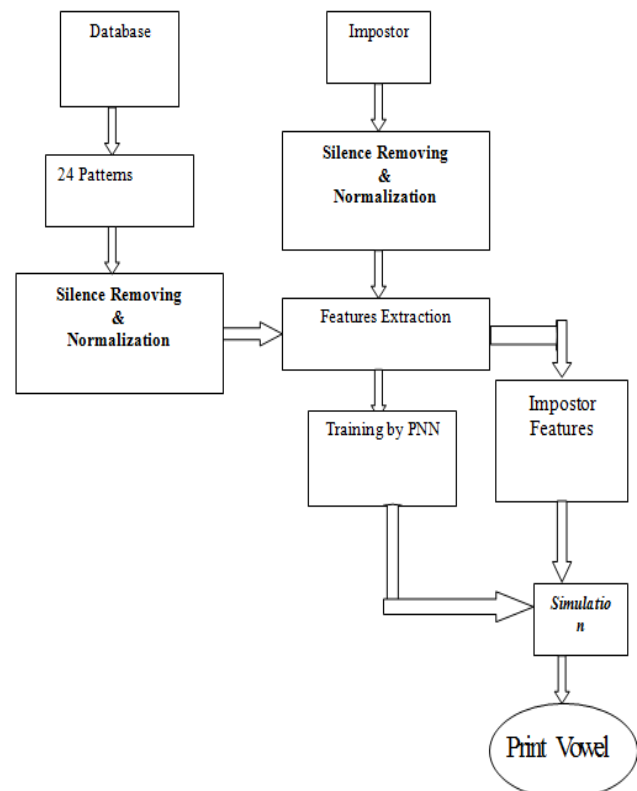 Database
Impostor
24 Patterns
Silence Removing
&
Normalization
Silence Removing
&
Normalization
Features Extraction
Training by PNN
Impostor
Features
Simulatio
n
Print Vowel